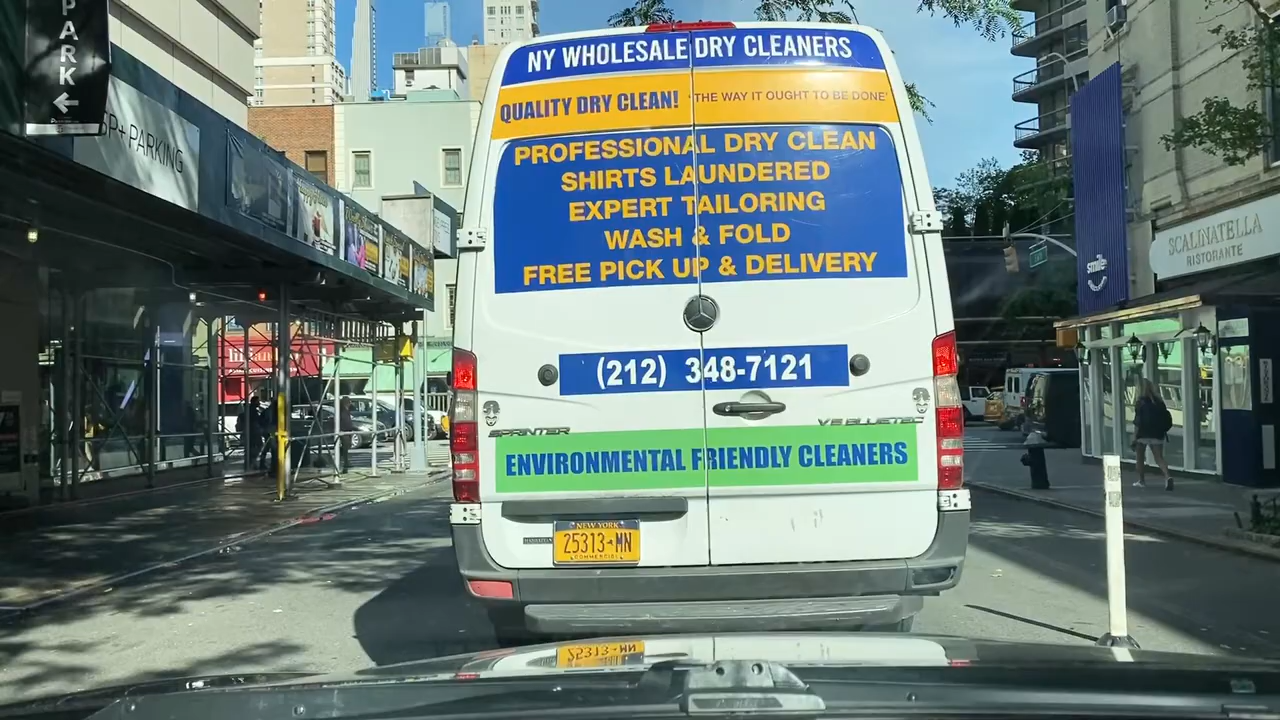 PARK
SP+ PARKING
NY WHOLESALE DRY CLEANERS
QUALITY DRY CLEAN! 'THE WAY IT OUGHT TO BE DONE'
PROFESSIONAL DRY CLEAN
SHIRTS LAUNDERED
EXPERT TAILORING
WASH & FOLD
FREE PICK UP & DELIVERY
(212) 348-7121
SPRINTER
V6 BLUETEC
ENVIRONMENTAL FRIENDLY CLEANERS
NEW YORK
25313-MN
COMMERCIAL
smile
SCALINATELLA
RISTORANTE